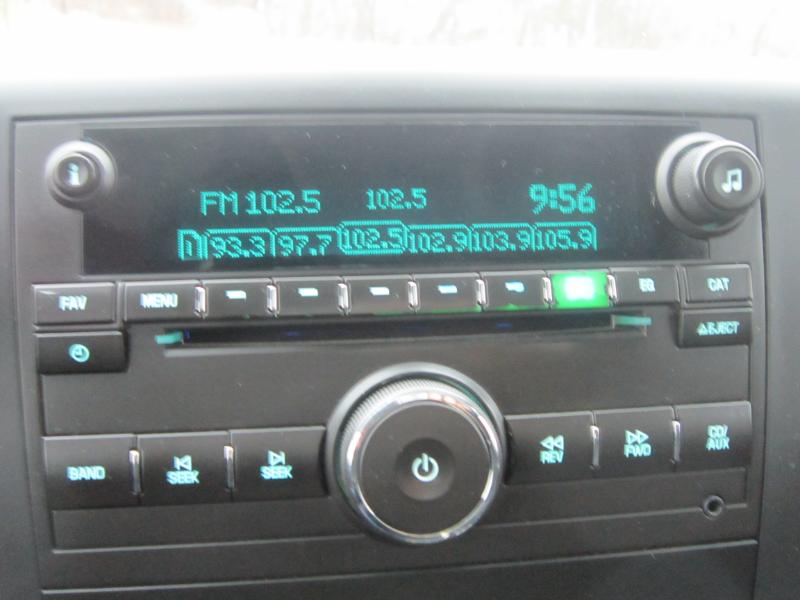 i
FM 102.5 102.5 9:56
1 93.3 97.7 102.5 102.9 103.9 105.9
FAV MENU EQ CAT
EJECT
BAND SEEK SEEK REV FWD CD/
AUX